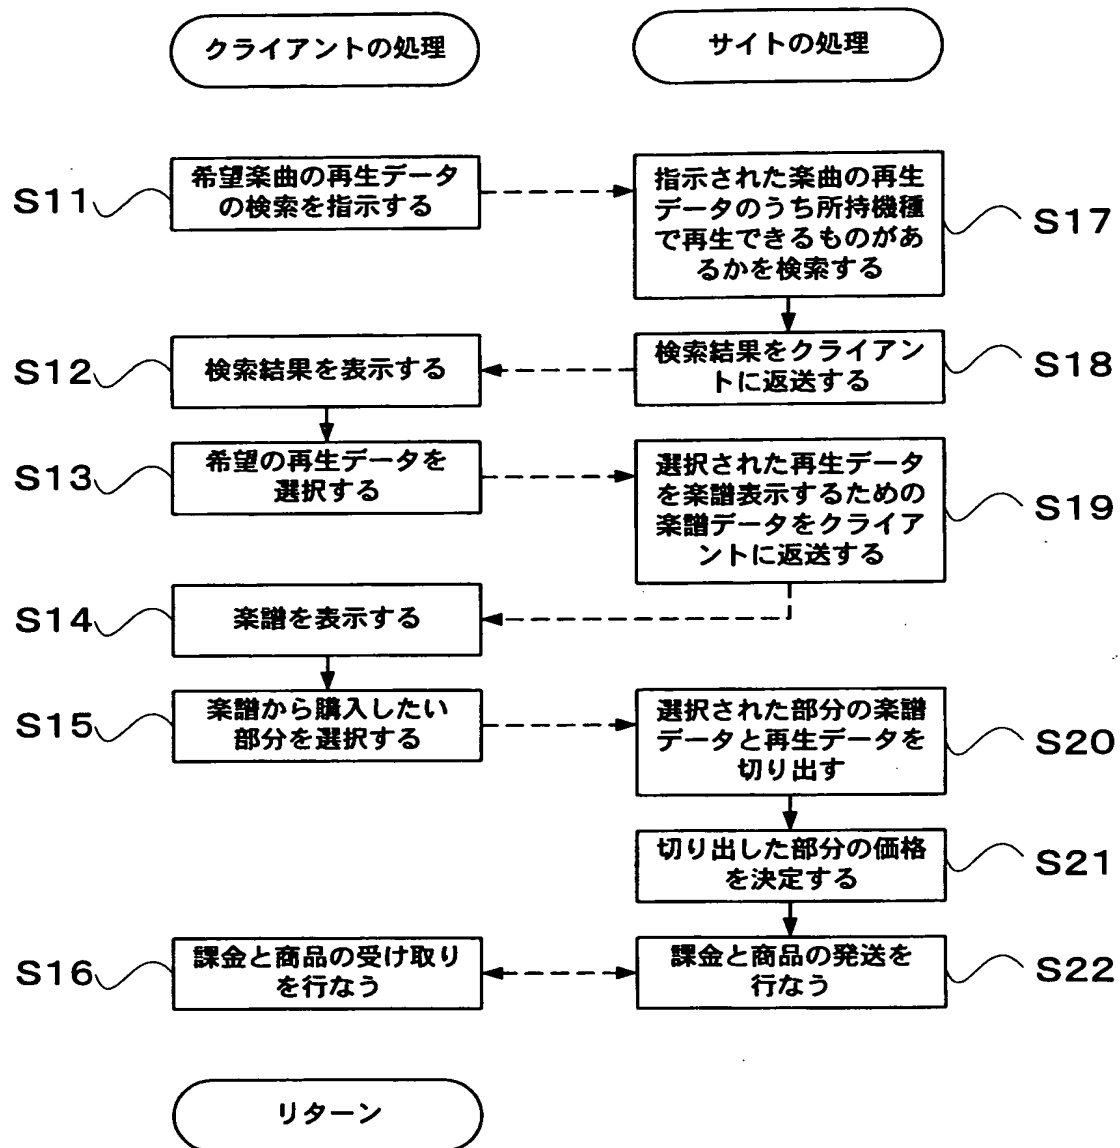 クライアントの処理
サイトの処理
S11
希望楽曲の再生データ
の検索を指示する
指示された楽曲の再生
データのうち所持機種
で再生できるものがあ
るかを検索する
S17
S12
検索結果を表示する
検索結果をクライアン
トに返送する
S18
S13
希望の再生データを
選択する
選択された再生データ
を楽譜表示するための
楽譜データをクライア
ントに返送する
S19
S14
楽譜を表示する
S15
楽譜から購入したい
部分を選択する
選択された部分の楽譜
データと再生データを
切り出す
S20
切り出した部分の価格
を決定する
S21
S16
課金と商品の受け取り
を行なう
課金と商品の発送を
行なう
S22
リターン